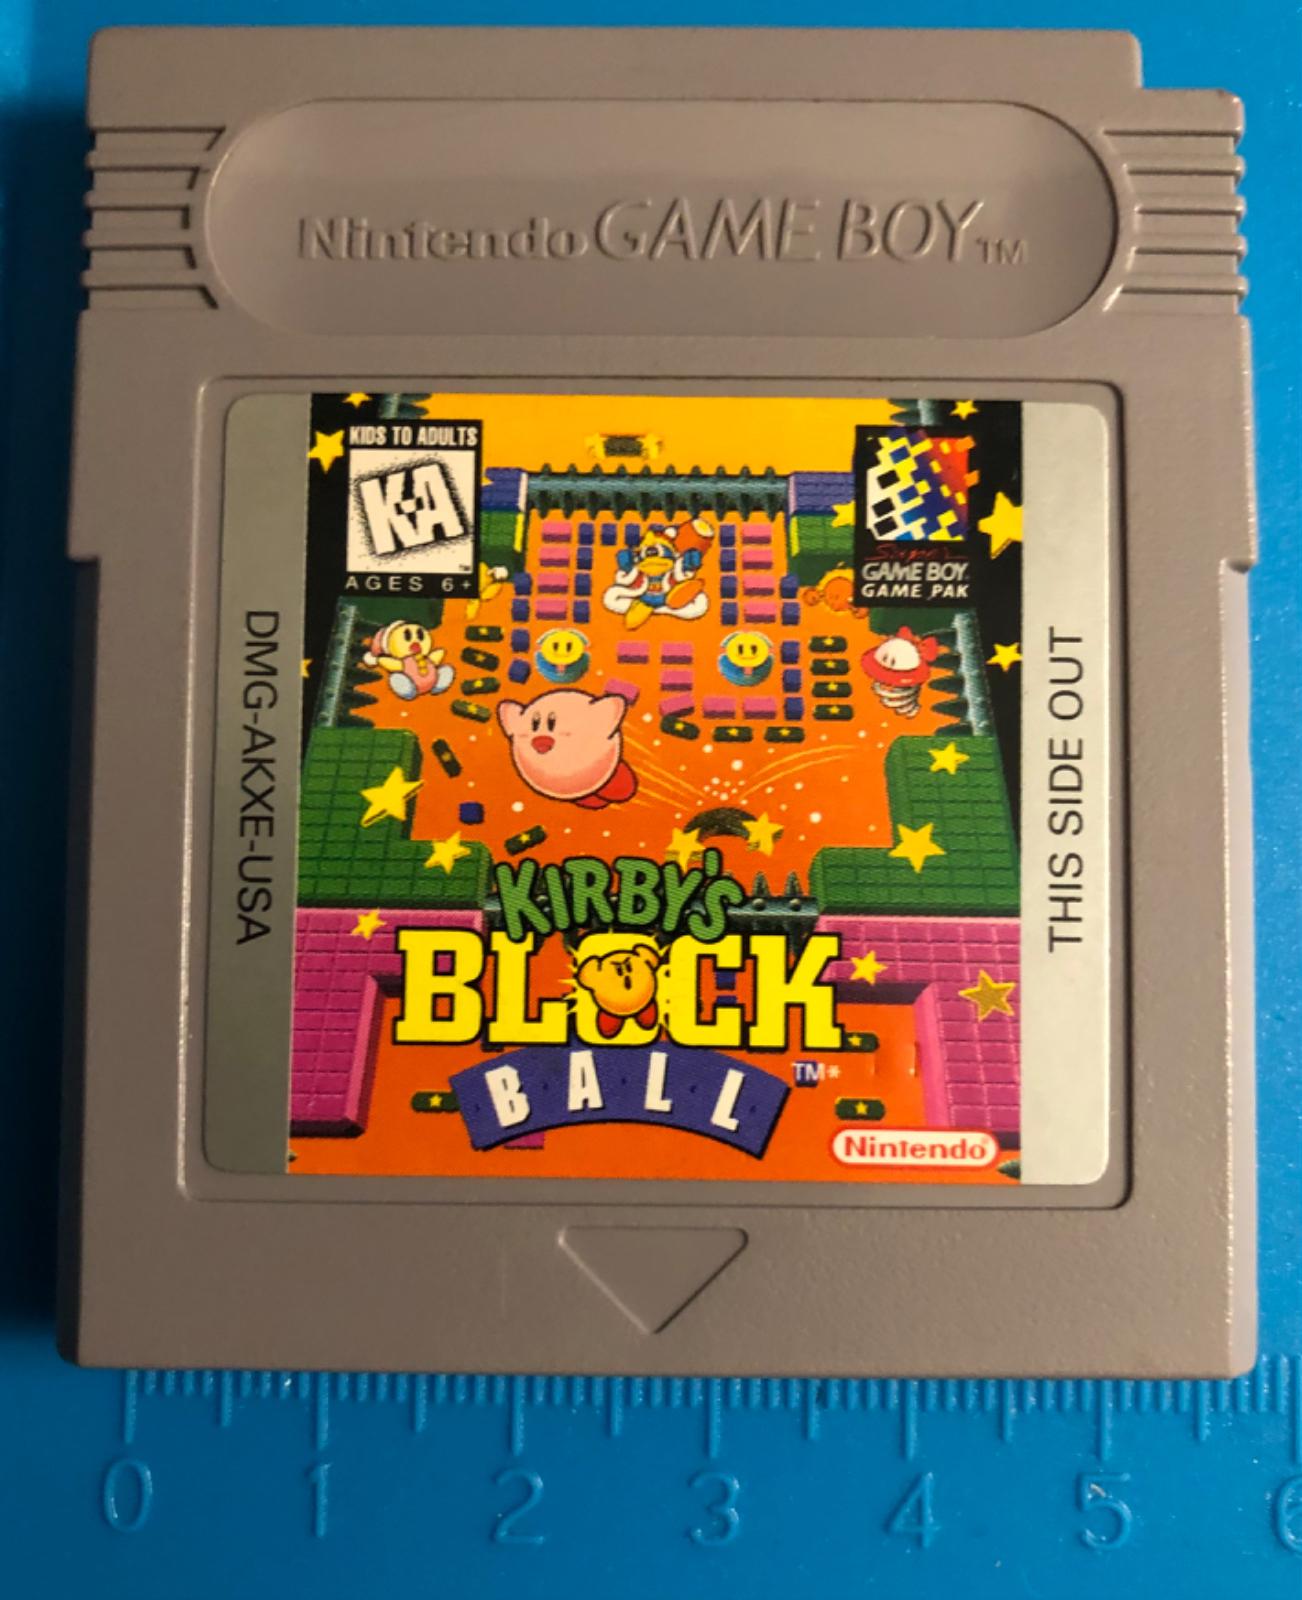 Nintendo GAME BOY TM
KIDS TO ADULTS
K-A
TM
AGES 6+
Super
GAME BOY
GAME PAK
DMG-AKXE-USA
THIS SIDE OUT
KIRBY'S
BLOCK
BALL
TM*
Nintendo®
0 1 2 3 4 5 6